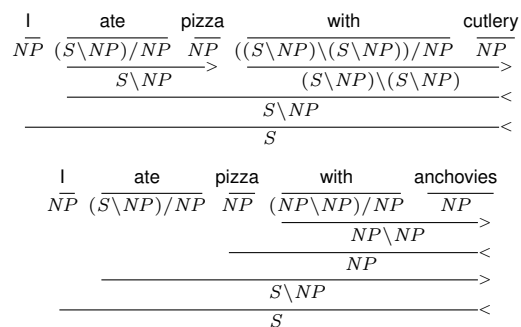 I ate pizza with cutlery
NP (S\NP)/NP NP ((S\NP)\(S\NP))/NP NP
> >
S\NP (S\NP)\(S\NP)
<
S\NP
<
S
I ate pizza with anchovies
NP (S\NP)/NP NP (NP\NP)/NP NP
>
NP\NP
<
NP
>
S\NP
<
S